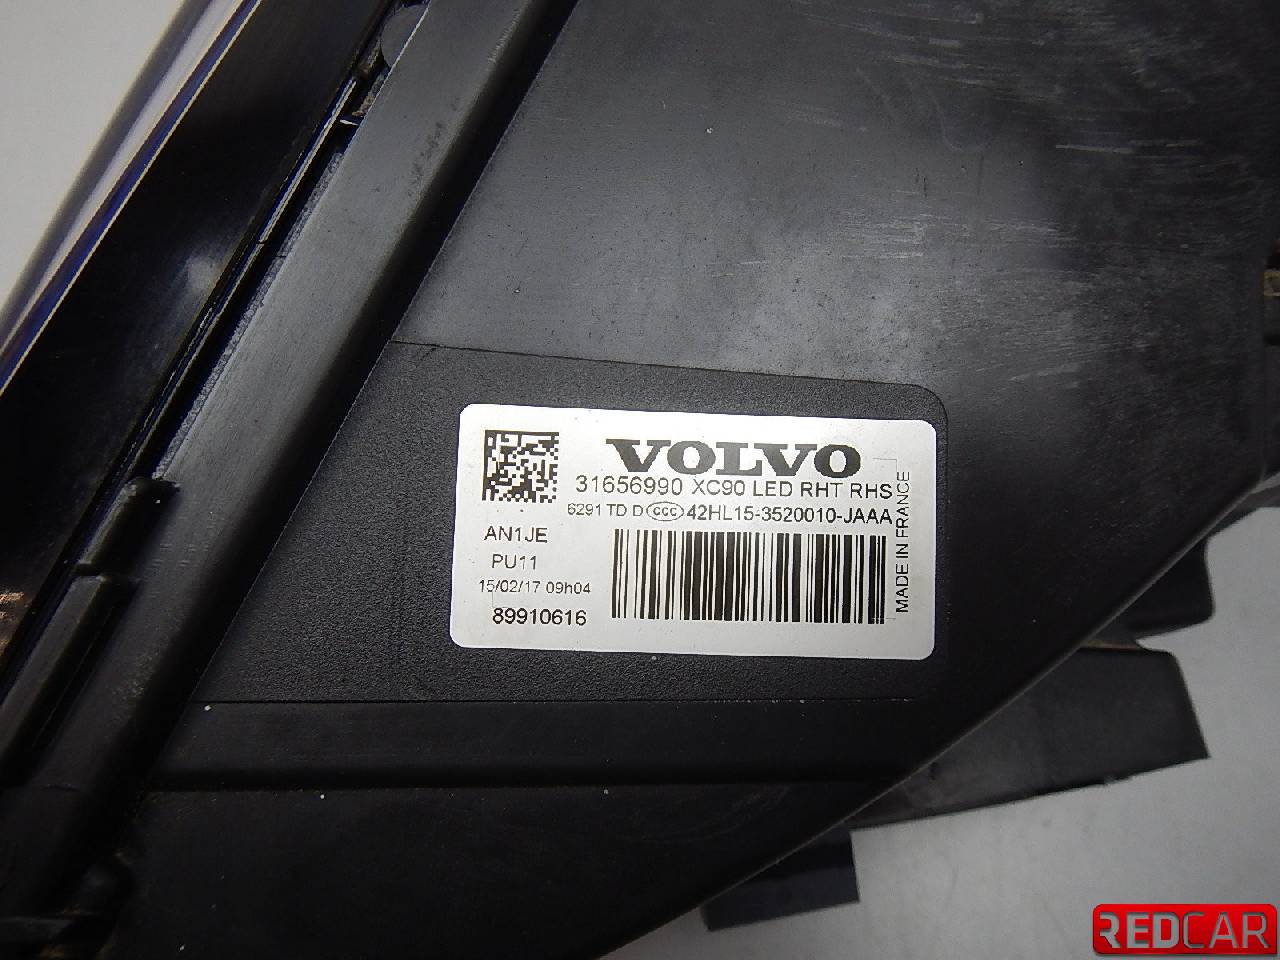 VOLVO
31656990 XC90 LED RHT RHS
6291 TD D CCC 42HL15-3520010-JAAA
AN1JE
PU11
15/02/17 09h04
89910616
MADE IN FRANCE
REDCAR